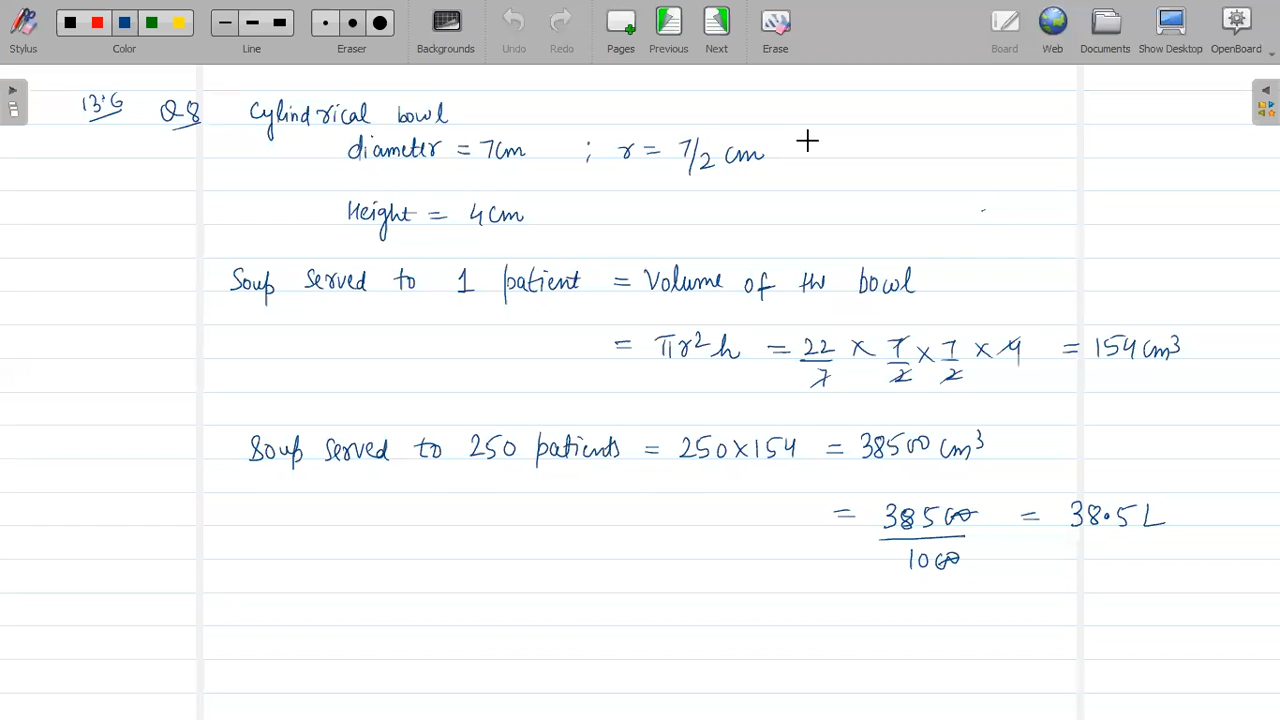 Stylus Color Line Eraser Backgrounds Undo Redo Pages Previous Next Erase Board Web Documents Show Desktop OpenBoard
13.6 Q8 Cylindrical bowl
diameter = 7cm ; r = 7/2 cm
Height = 4cm
Soup served to 1 patient = Volume of the bowl
= πr²h = 22/7 × 7/2 × 7/2 × 4 = 154 cm³
Soup served to 250 patients = 250×154 = 38500 cm³
= 38500/1000 = 38.5 L